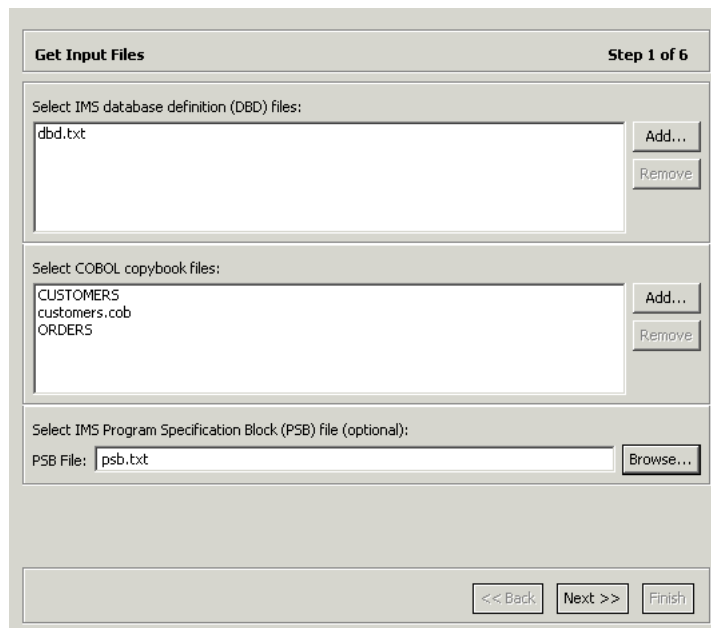 Get Input Files Step 1 of 6
Select IMS database definition (DBD) files:
dbd.txt
Add...
Remove
Select COBOL copybook files:
CUSTOMERS
customers.cob
ORDERS
Add...
Remove
Select IMS Program Specification Block (PSB) file (optional):
PSB File: psb.txt Browse...
<< Back Next >> Finish